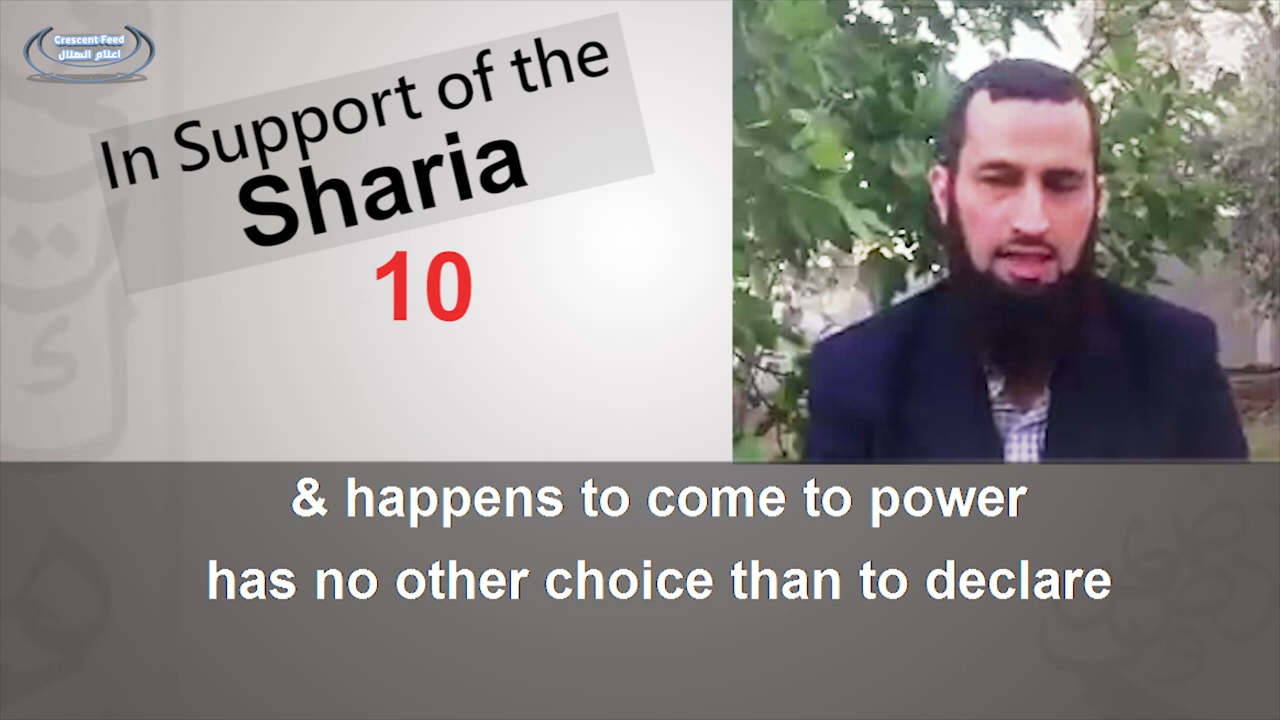 Crescent Feed
اعلام الهلال
In Support of the
Sharia
10
& happens to come to power
has no other choice than to declare